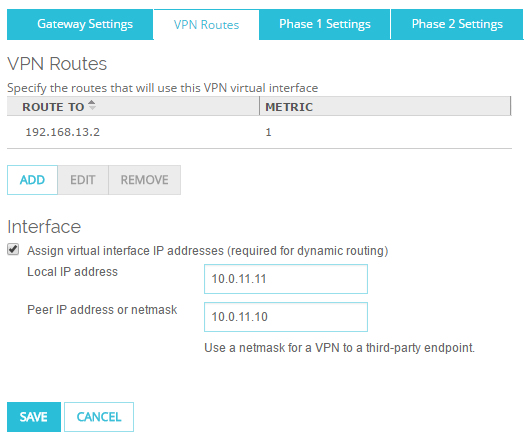 Gateway Settings VPN Routes Phase 1 Settings Phase 2 Settings
VPN Routes
Specify the routes that will use this VPN virtual interface
ROUTE TO METRIC
192.168.13.2 1
ADD EDIT REMOVE
Interface
Assign virtual interface IP addresses (required for dynamic routing)
Local IP address 10.0.11.11
Peer IP address or netmask 10.0.11.10
Use a netmask for a VPN to a third-party endpoint.
SAVE CANCEL